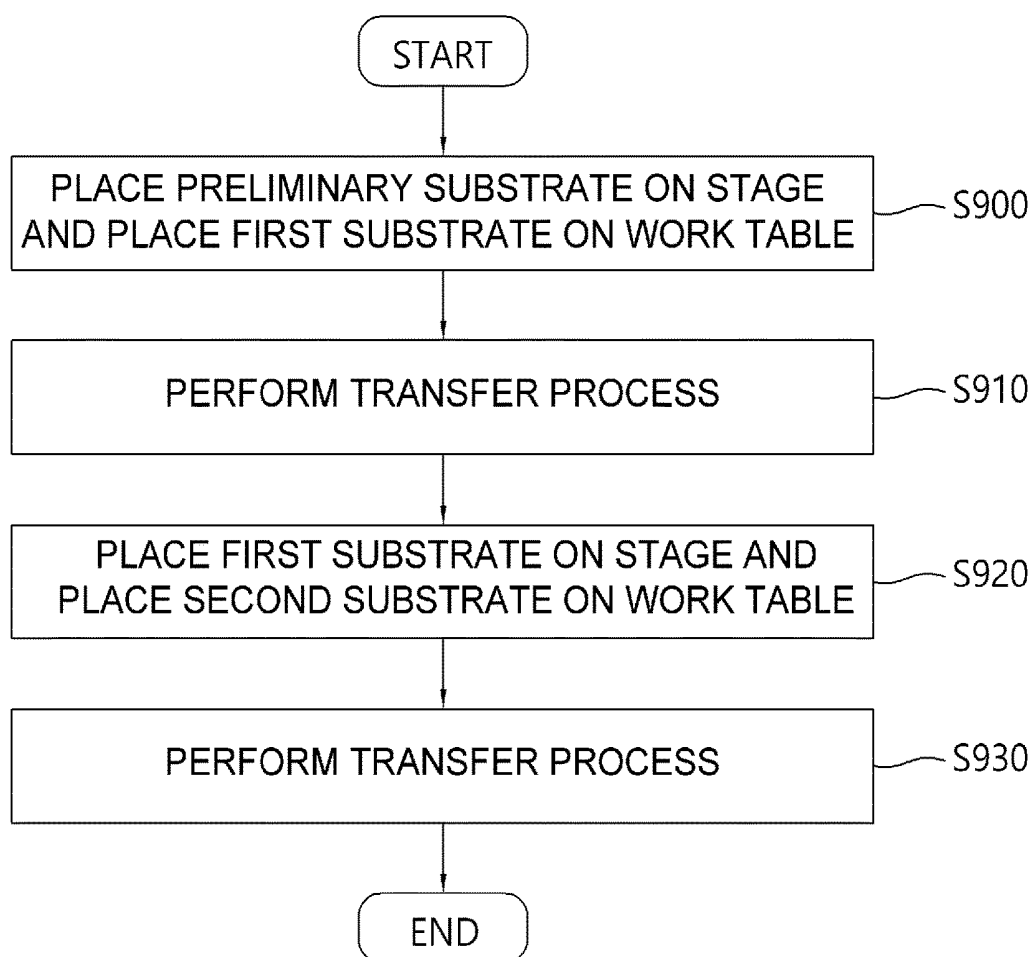 START
PLACE PRELIMINARY SUBSTRATE ON STAGE
AND PLACE FIRST SUBSTRATE ON WORK TABLE
S900
PERFORM TRANSFER PROCESS
S910
PLACE FIRST SUBSTRATE ON STAGE AND
PLACE SECOND SUBSTRATE ON WORK TABLE
S920
PERFORM TRANSFER PROCESS
S930
END